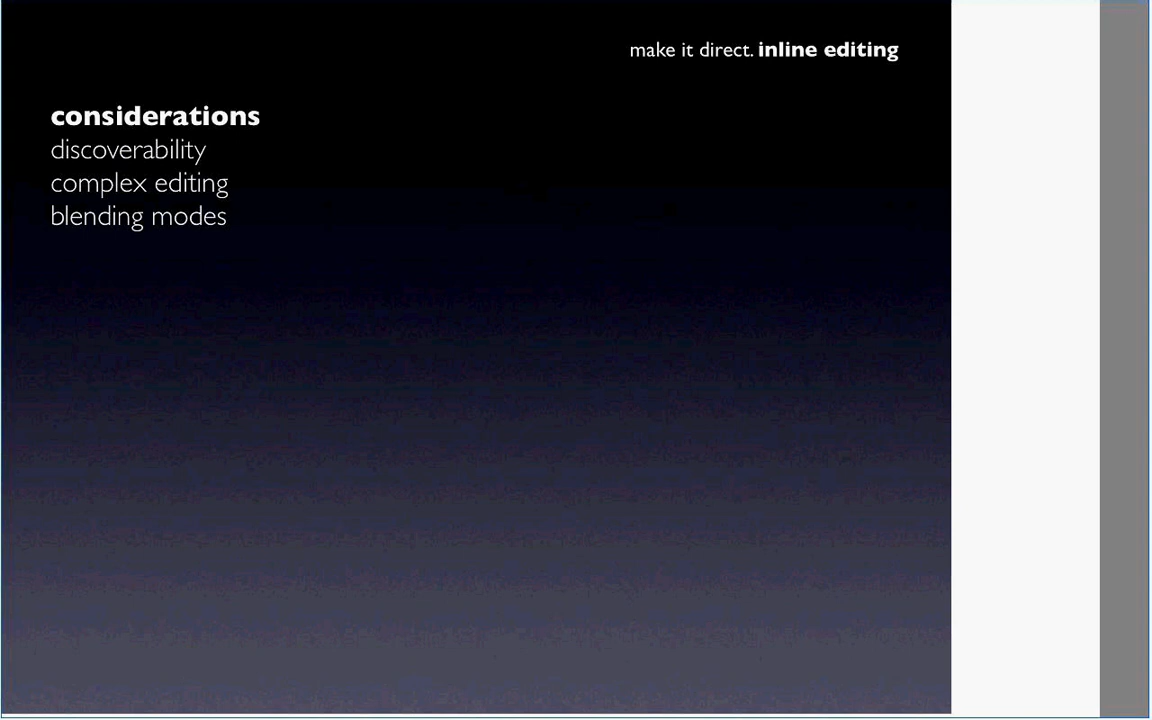 make it direct. inline editing
considerations
discoverability
complex editing
blending modes